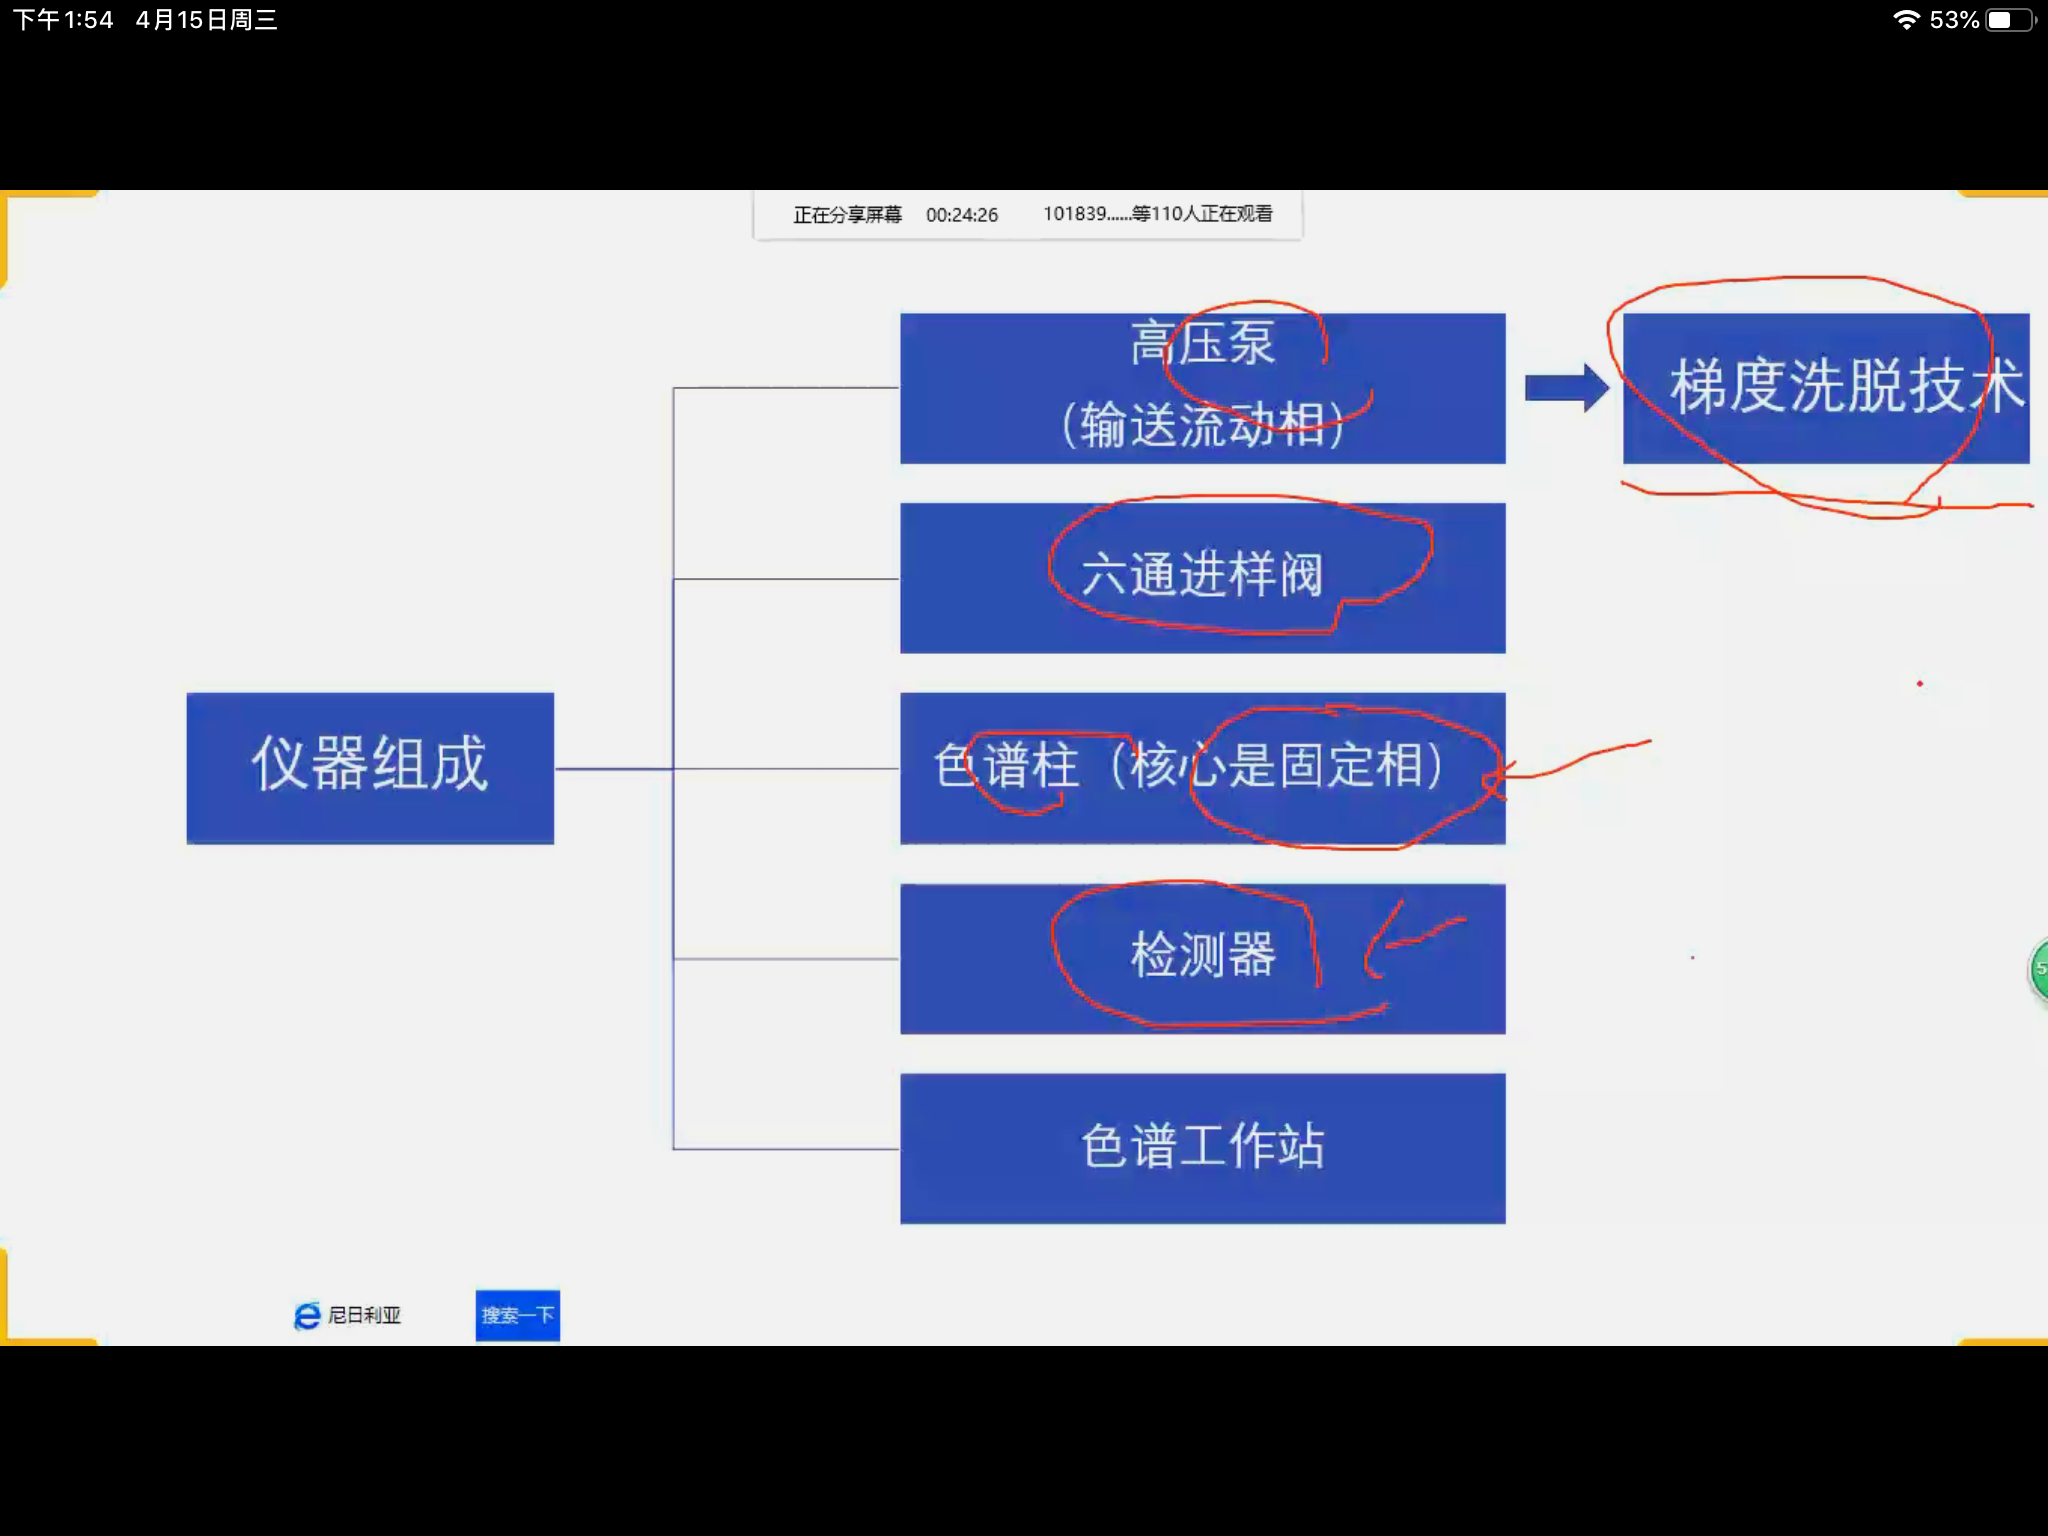 下午1:54 4月15日周三
53%
正在分享屏幕 00:24:26 101839......等110人正在观看
高压泵
（输送流动相）
梯度洗脱技术
六通进样阀
仪器组成
色谱柱（核心是固定相）
检测器
色谱工作站
尼日利亚
搜索一下